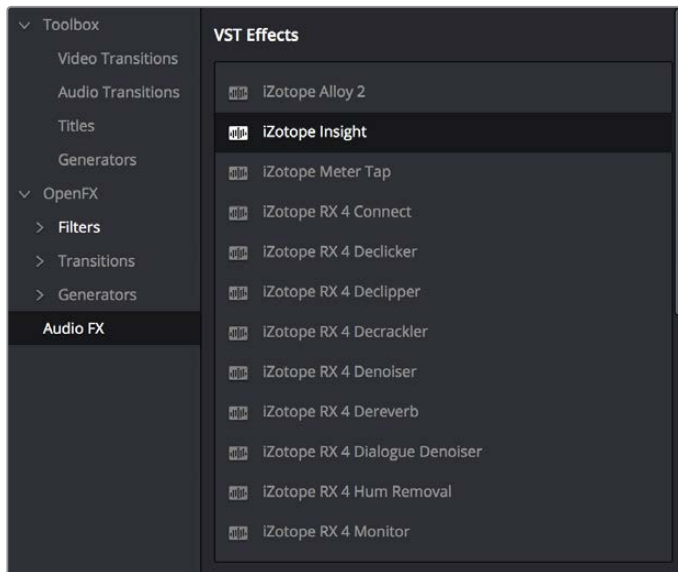 Toolbox
Video Transitions
Audio Transitions
Titles
Generators
OpenFX
Filters
Transitions
Generators
Audio FX
VST Effects
iZotope Alloy 2
iZotope Insight
iZotope Meter Tap
iZotope RX 4 Connect
iZotope RX 4 Declicker
iZotope RX 4 Declipper
iZotope RX 4 Decrackler
iZotope RX 4 Denoiser
iZotope RX 4 Dereverb
iZotope RX 4 Dialogue Denoiser
iZotope RX 4 Hum Removal
iZotope RX 4 Monitor